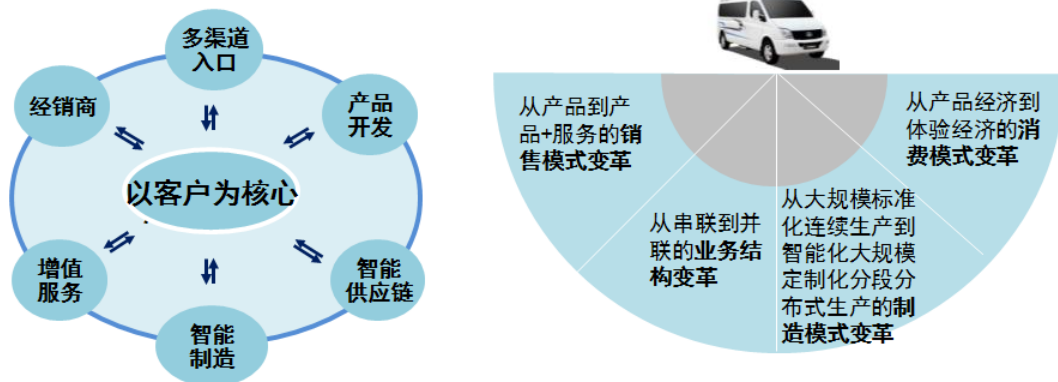 多渠道
入口
经销商
产品
开发
以客户为核心
增值
服务
智能
供应链
智能
制造
从产品到产
品+服务的销
售模式变革
从串联到并
联的业务结
构变革
从大规模标准
化连续生产到
智能化大规模
定制化分段分
布式生产的制
造模式变革
从产品经济到
体验经济的消
费模式变革